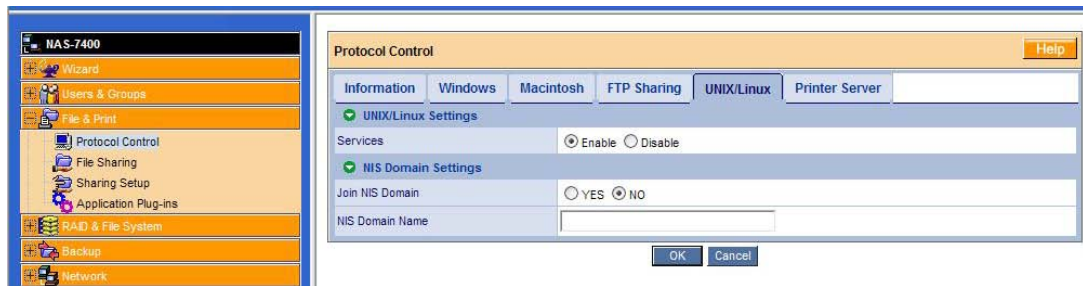 NAS-7400
Wizard
Users & Groups
File & Print
Protocol Control
File Sharing
Sharing Setup
Application Plug-ins
RAID & File System
Backup
Network
Protocol Control
Help
Information Windows Macintosh FTP Sharing UNIX/Linux Printer Server
UNIX/Linux Settings
Services Enable Disable
NIS Domain Settings
Join NIS Domain YES NO
NIS Domain Name
OK Cancel